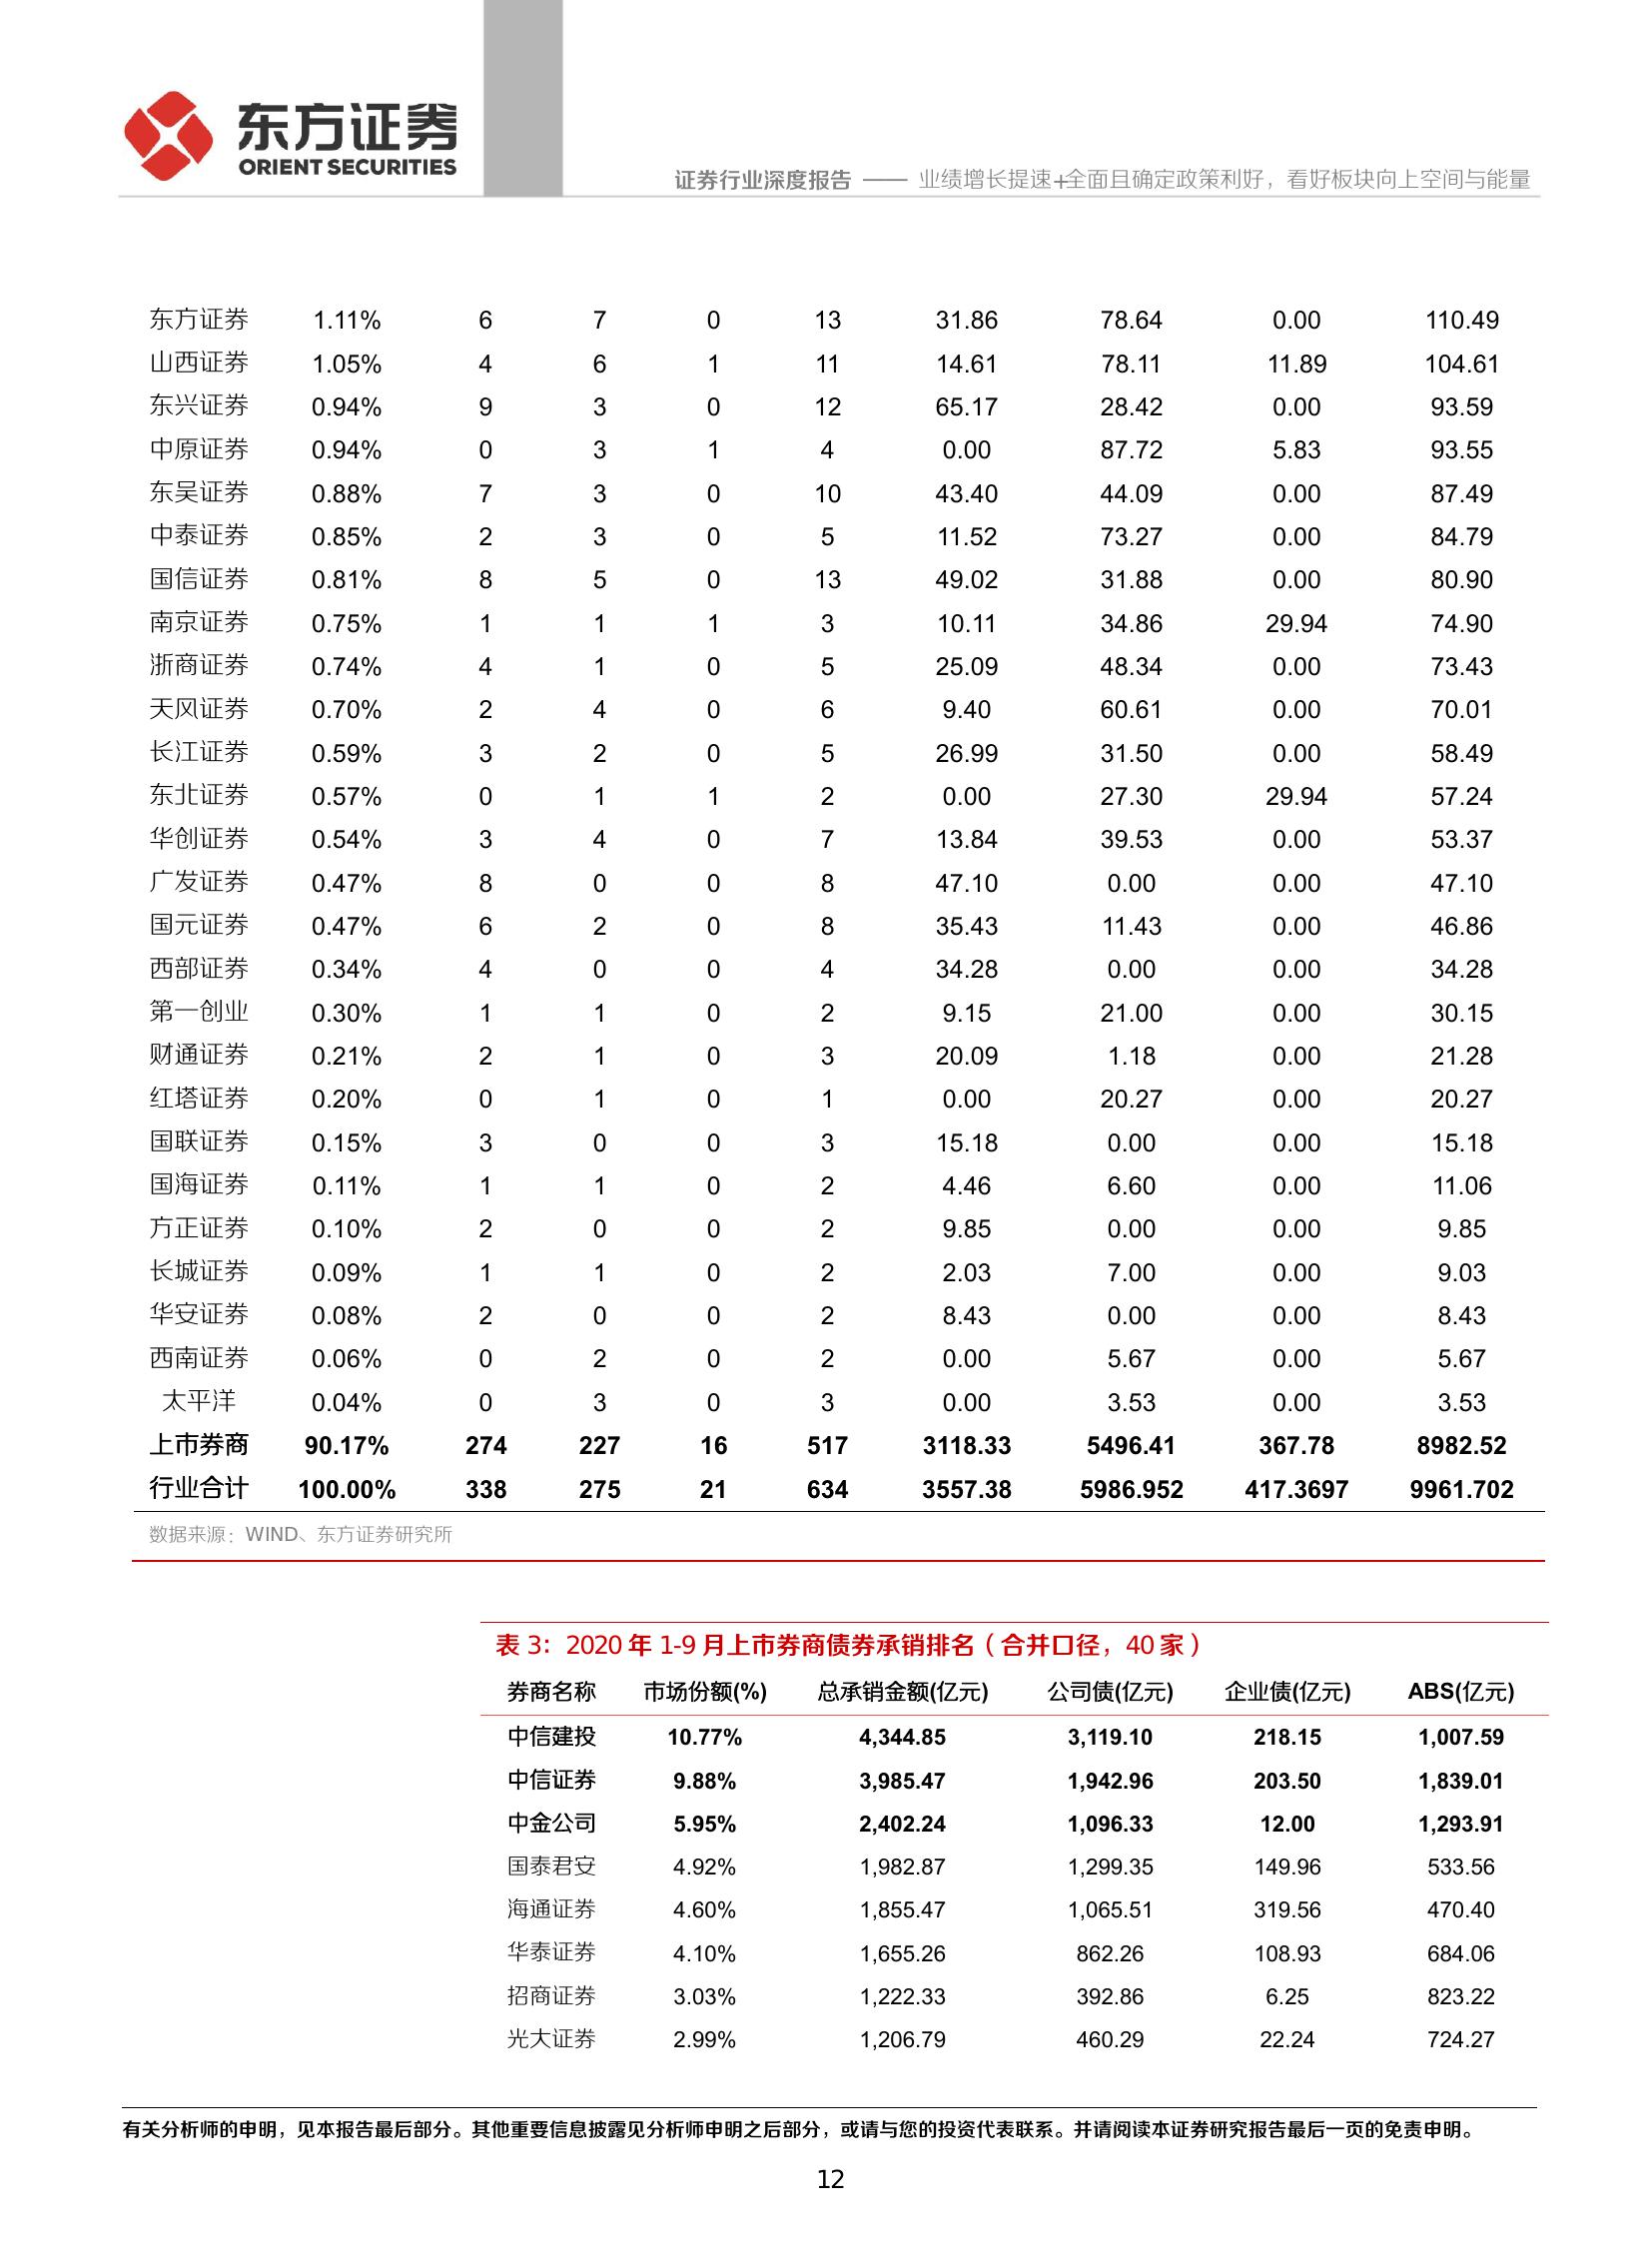 东方证券
ORIENT SECURITIES
证券行业深度报告 —— 业绩增长提速+全面且确定政策利好，看好板块向上空间与能量
东方证券 1.11% 6 7 0 13 31.86 78.64 0.00 110.49
山西证券 1.05% 4 6 1 11 14.61 78.11 11.89 104.61
东兴证券 0.94% 9 3 0 12 65.17 28.42 0.00 93.59
中原证券 0.94% 0 3 1 4 0.00 87.72 5.83 93.55
东吴证券 0.88% 7 3 0 10 43.40 44.09 0.00 87.49
中泰证券 0.85% 2 3 0 5 11.52 73.27 0.00 84.79
国信证券 0.81% 8 5 0 13 49.02 31.88 0.00 80.90
南京证券 0.75% 1 1 1 3 10.11 34.86 29.94 74.90
浙商证券 0.74% 4 1 0 5 25.09 48.34 0.00 73.43
天风证券 0.70% 2 4 0 6 9.40 60.61 0.00 70.01
长江证券 0.59% 3 2 0 5 26.99 31.50 0.00 58.49
东北证券 0.57% 0 1 1 2 0.00 27.30 29.94 57.24
华创证券 0.54% 3 4 0 7 13.84 39.53 0.00 53.37
广发证券 0.47% 8 0 0 8 47.10 0.00 0.00 47.10
国元证券 0.47% 6 2 0 8 35.43 11.43 0.00 46.86
西部证券 0.34% 4 0 0 4 34.28 0.00 0.00 34.28
第一创业 0.30% 1 1 0 2 9.15 21.00 0.00 30.15
财通证券 0.21% 2 1 0 3 20.09 1.18 0.00 21.28
红塔证券 0.20% 0 1 0 1 0.00 20.27 0.00 20.27
国联证券 0.15% 3 0 0 3 15.18 0.00 0.00 15.18
国海证券 0.11% 1 1 0 2 4.46 6.60 0.00 11.06
方正证券 0.10% 2 0 0 2 9.85 0.00 0.00 9.85
长城证券 0.09% 1 1 0 2 2.03 7.00 0.00 9.03
华安证券 0.08% 2 0 0 2 8.43 0.00 0.00 8.43
西南证券 0.06% 0 2 0 2 0.00 5.67 0.00 5.67
太平洋 0.04% 0 3 0 3 0.00 3.53 0.00 3.53
上市券商 90.17% 274 227 16 517 3118.33 5496.41 367.78 8982.52
行业合计 100.00% 338 275 21 634 3557.38 5986.952 417.3697 9961.702
数据来源：WIND、东方证券研究所
表 3：2020 年 1-9 月上市券商债券承销排名（合并口径，40 家）
券商名称 市场份额(%) 总承销金额(亿元) 公司债(亿元) 企业债(亿元) ABS(亿元)
中信建投 10.77% 4,344.85 3,119.10 218.15 1,007.59
中信证券 9.88% 3,985.47 1,942.96 203.50 1,839.01
中金公司 5.95% 2,402.24 1,096.33 12.00 1,293.91
国泰君安 4.92% 1,982.87 1,299.35 149.96 533.56
海通证券 4.60% 1,855.47 1,065.51 319.56 470.40
华泰证券 4.10% 1,655.26 862.26 108.93 684.06
招商证券 3.03% 1,222.33 392.86 6.25 823.22
光大证券 2.99% 1,206.79 460.29 22.24 724.27
有关分析师的申明，见本报告最后部分。其他重要信息披露见分析师申明之后部分，或请与您的投资代表联系。并请阅读本证券研究报告最后一页的免责申明。
12